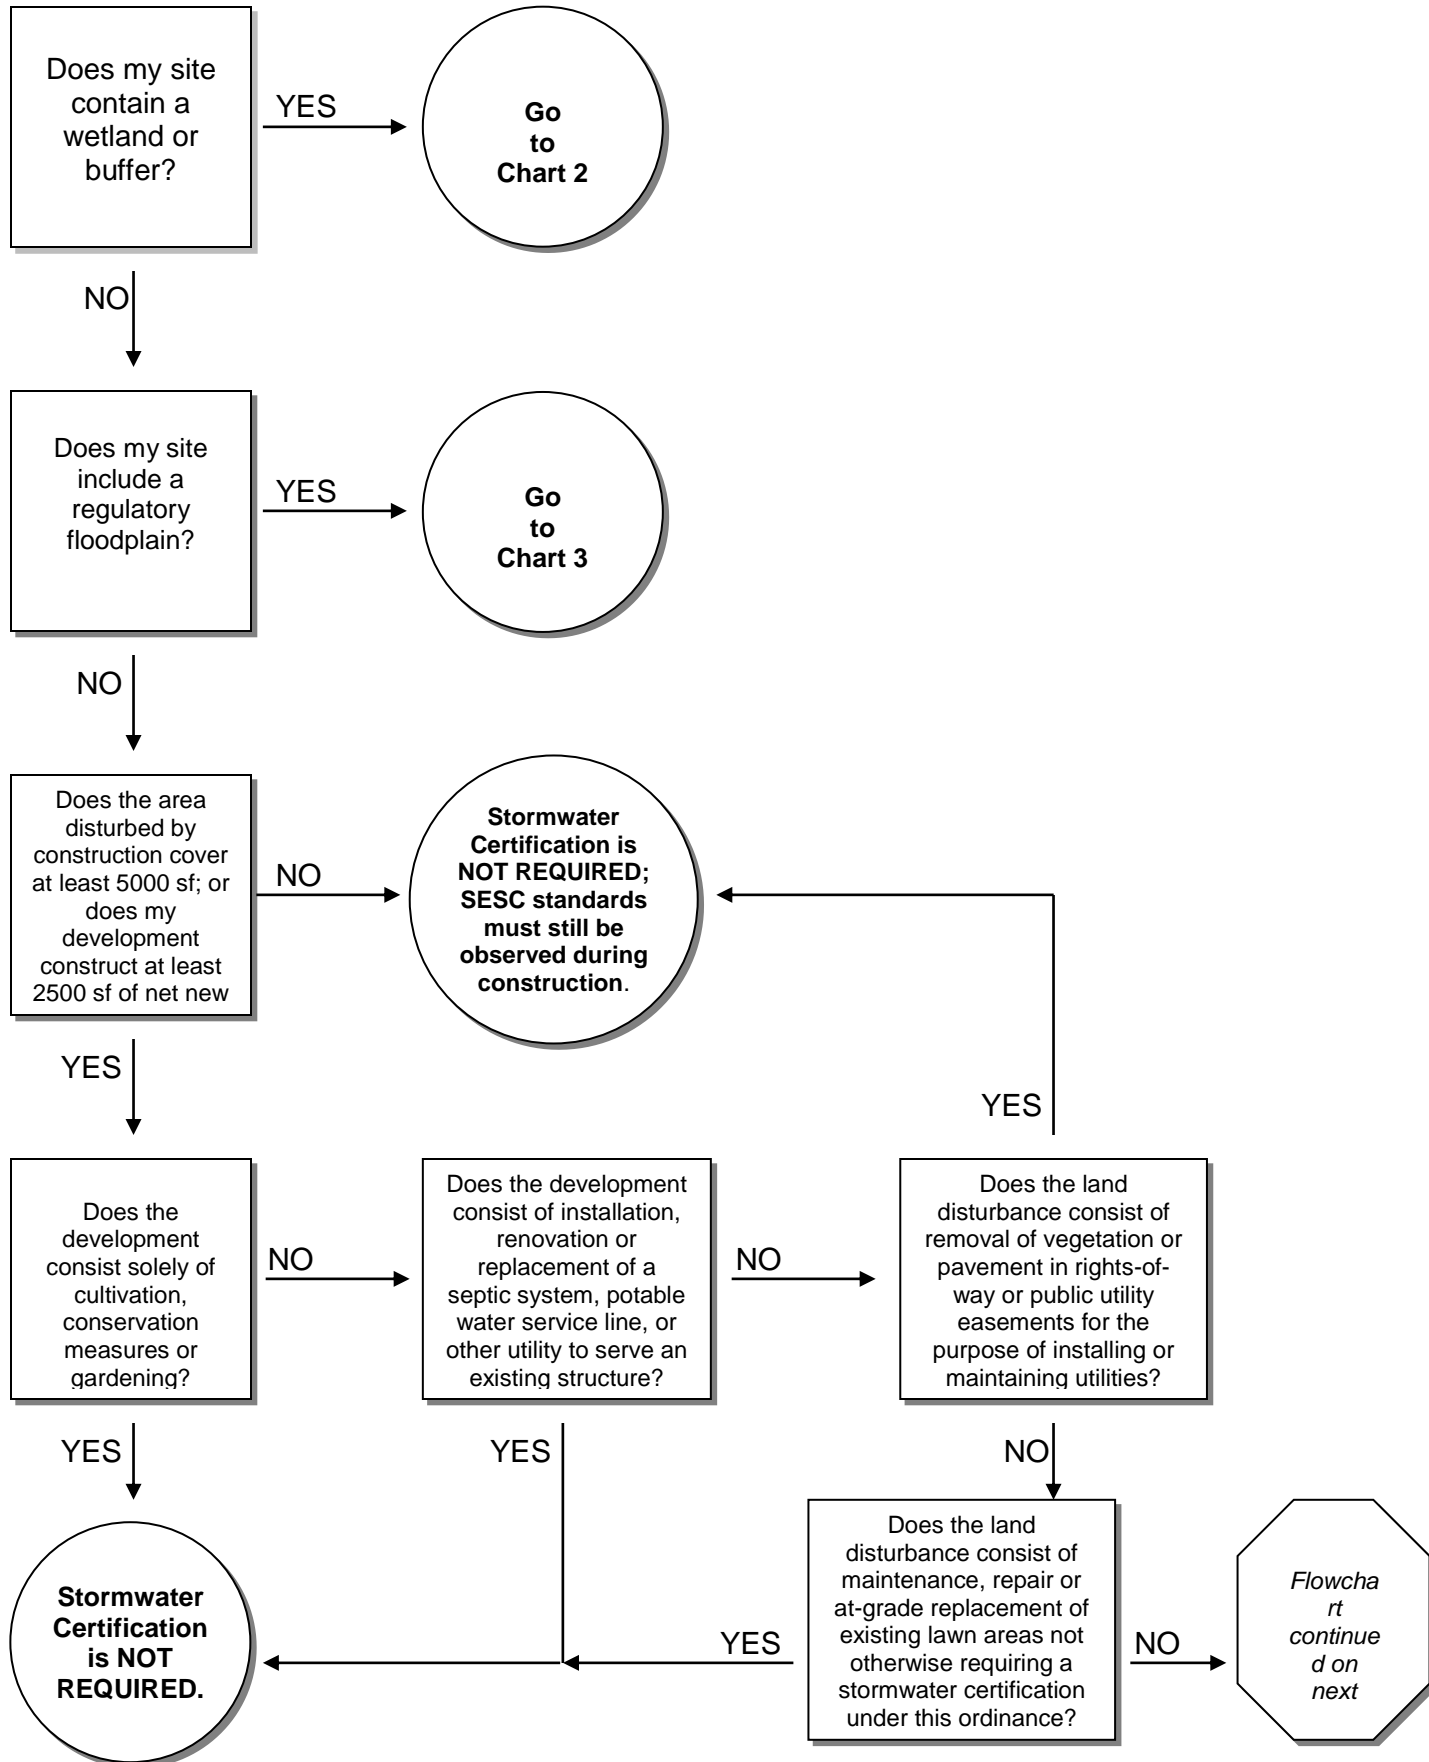 Does my site
contain a
wetland or
buffer?
YES
Go
to
Chart 2
NO
Does my site
include a
regulatory
floodplain?
YES
Go
to
Chart 3
NO
Does the area
disturbed by
construction cover
at least 5000 sf; or
does my
development
construct at least
2500 sf of net new
NO
Stormwater
Certification is
NOT REQUIRED;
SESC standards
must still be
observed during
construction.
YES
YES
Does the
development
consist solely of
cultivation,
conservation
measures or
gardening?
NO
Does the development
consist of installation,
renovation or
replacement of a
septic system, potable
water service line, or
other utility to serve an
existing structure?
NO
Does the land
disturbance consist of
removal of vegetation or
pavement in rights-of-
way or public utility
easements for the
purpose of installing or
maintaining utilities?
YES
YES
NO
Stormwater
Certification
is NOT
REQUIRED.
YES
Does the land
disturbance consist of
maintenance, repair or
at-grade replacement of
existing lawn areas not
otherwise requiring a
stormwater certification
under this ordinance?
NO
Flowcha
rt
continue
d on
next